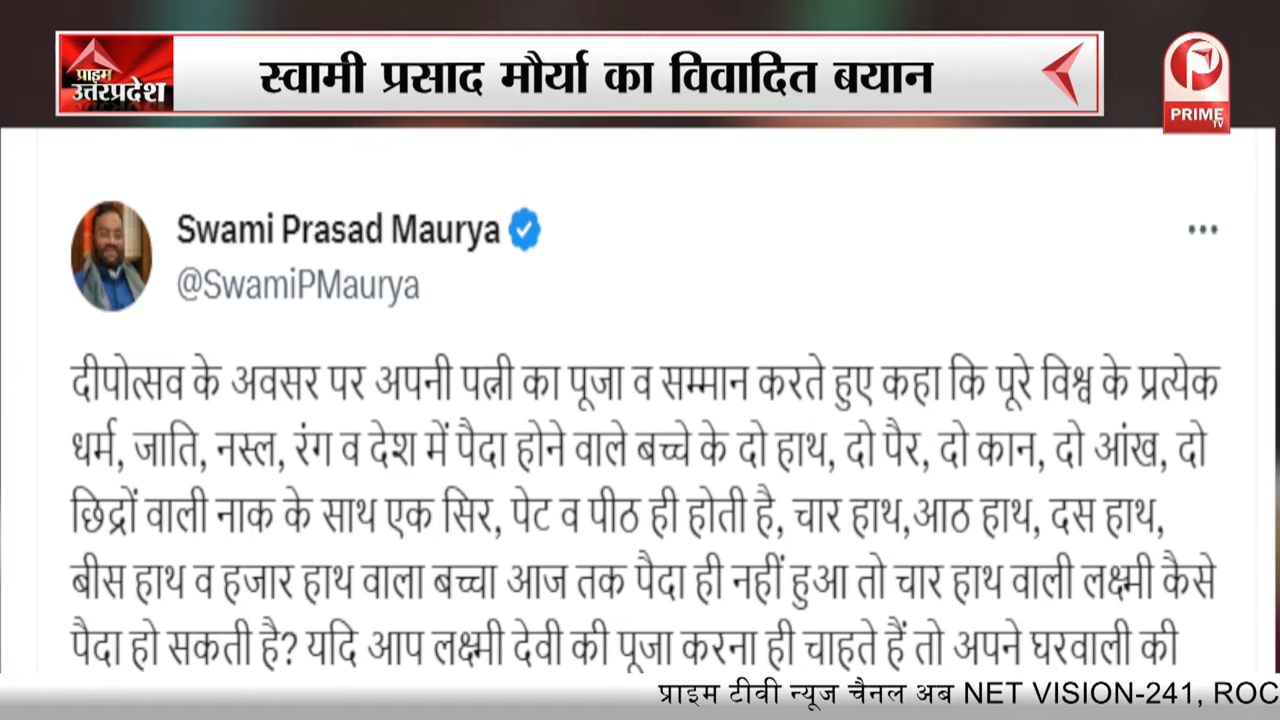 प्राइम
उत्तरप्रदेश
स्वामी प्रसाद मौर्या का विवादित बयान
PRIME
TV
Swami Prasad Maurya
@SwamiPMaurya
दीपोत्सव के अवसर पर अपनी पत्नी का पूजा व सम्मान करते हुए कहा कि पूरे विश्व के प्रत्येक
धर्म, जाति, नस्ल, रंग व देश में पैदा होने वाले बच्चे के दो हाथ, दो पैर, दो कान, दो आंख, दो
छिद्रों वाली नाक के साथ एक सिर, पेट व पीठ ही होती है, चार हाथ,आठ हाथ, दस हाथ,
बीस हाथ व हजार हाथ वाला बच्चा आज तक पैदा ही नहीं हुआ तो चार हाथ वाली लक्ष्मी कैसे
पैदा हो सकती है? यदि आप लक्ष्मी देवी की पूजा करना ही चाहते हैं तो अपने घरवाली की
प्राइम टीवी न्यूज चैनल अब NET VISION-241, ROC